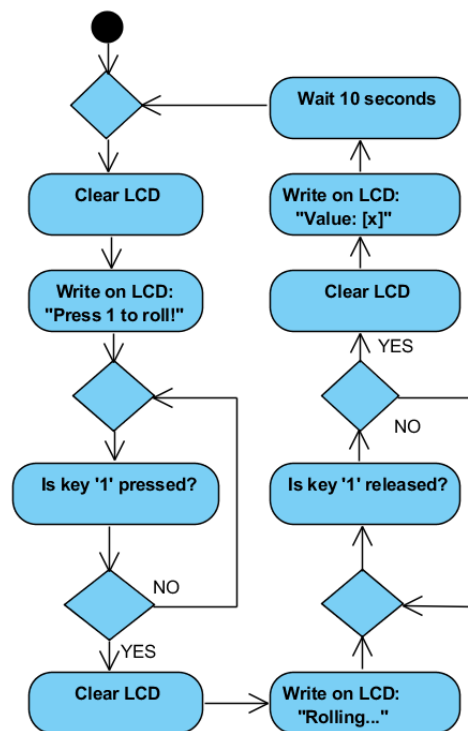 Clear LCD
Write on LCD:
"Press 1 to roll!"
Is key '1' pressed?
NO
YES
Clear LCD
Write on LCD:
"Rolling..."
Is key '1' released?
NO
YES
Clear LCD
Write on LCD:
"Value: [x]"
Wait 10 seconds